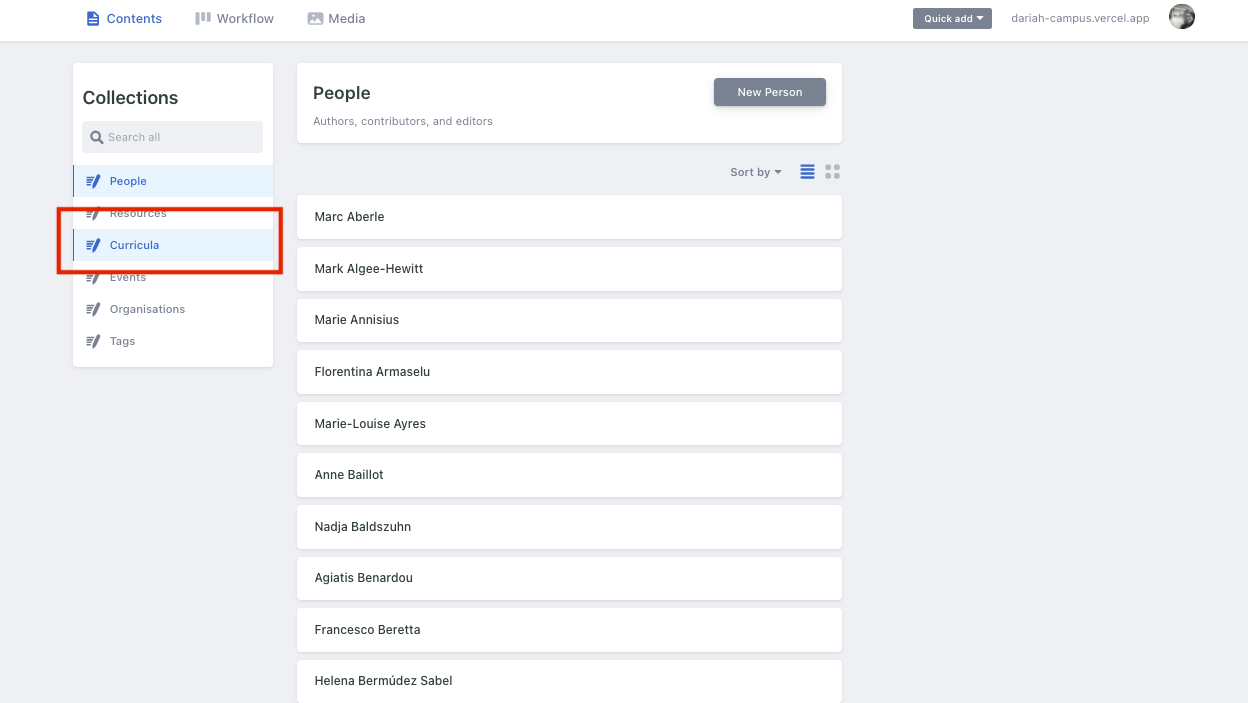 Contents Workflow Media Quick add dariah-campus.vercel.app
Collections
Search all
People
Resources
Curricula
Events
Organisations
Tags
People
New Person
Authors, contributors, and editors
Sort by
Marc Aberle
Mark Algee-Hewitt
Marie Annisius
Florentina Armaselu
Marie-Louise Ayres
Anne Baillot
Nadja Baldszuhn
Agiatis Benardou
Francesco Beretta
Helena Bermúdez Sabel